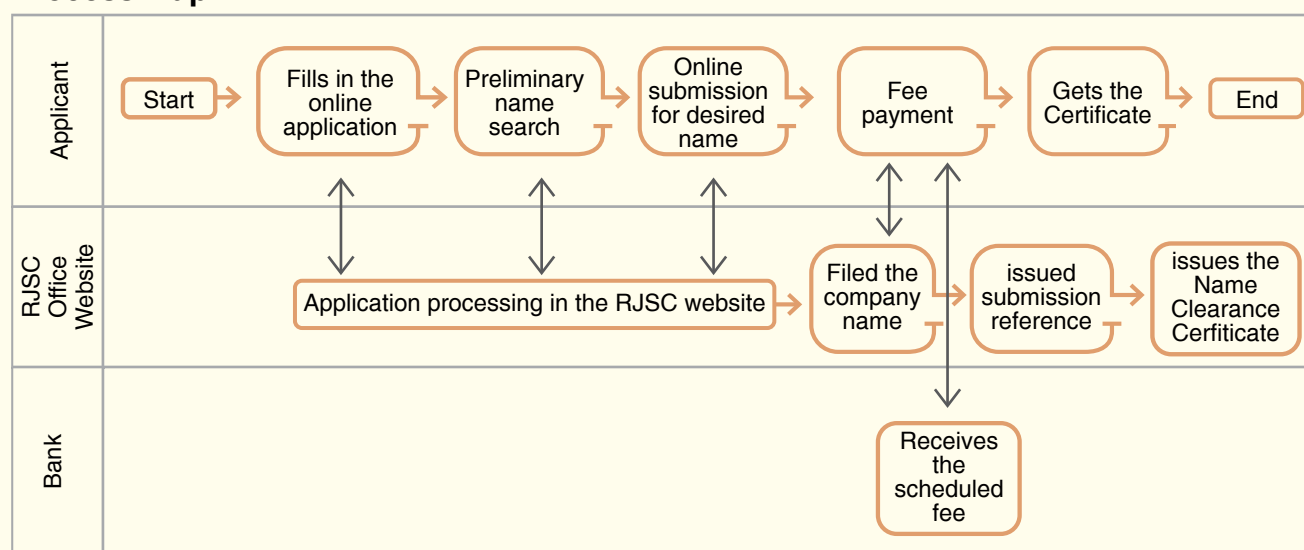 Applicant
Start
Fills in the
online
application
Preliminary
name
search
Online
submission
for desired
name
Fee
payment
Gets the
Certificate
End
RJSC
Office
Website
Application processing in the RJSC website
Filed the
company
name
issued
submission
reference
issues the
Name
Clearance
Cerfiticate
Bank
Receives
the
scheduled
fee